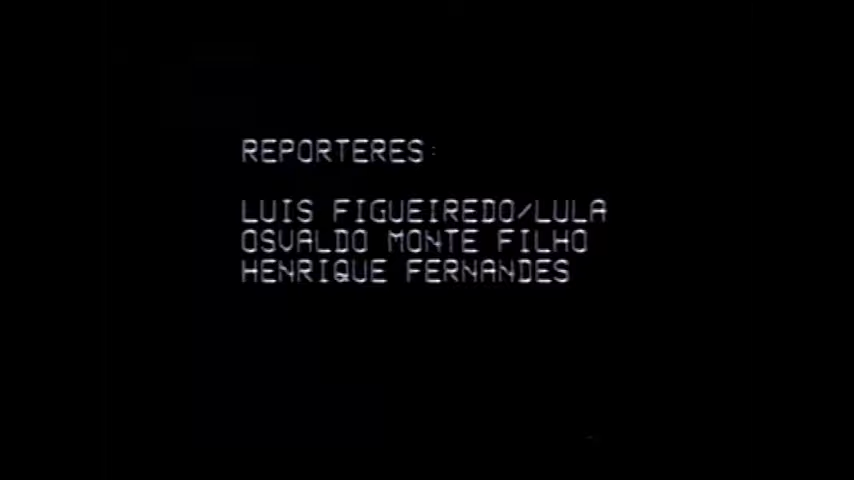 REPORTERES:
LUIS FIGUEIREDO/LULA
OSVALDO MONTE FILHO
HENRIQUE FERNANDES